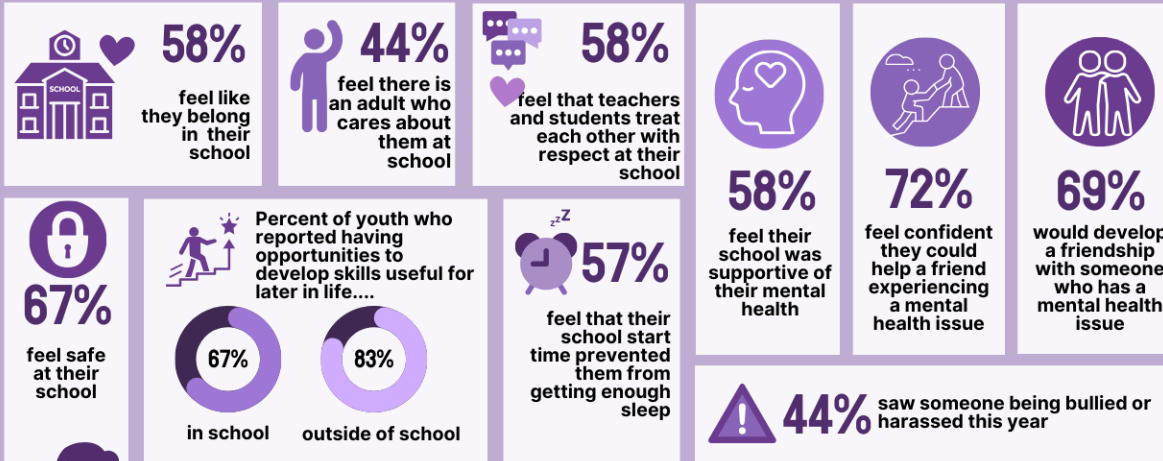 SCHOOL
58%
feel like
they belong
in their
school
44%
feel there is
an adult who
cares about
them at
school
58%
feel that teachers
and students treat
each other with
respect at their
school
58%
feel their
school was
supportive of
their mental
health
72%
feel confident
they could
help a friend
experiencing
a mental
health issue
69%
would develop
a friendship
with someone
who has a
mental health
issue
67%
feel safe
at their
school
Percent of youth who
reported having
opportunities to
develop skills useful for
later in life....
67%
in school
83%
outside of school
zzZ
57%
feel that their
school start
time prevented
them from
getting enough
sleep
44%
saw someone being bullied or
harassed this year